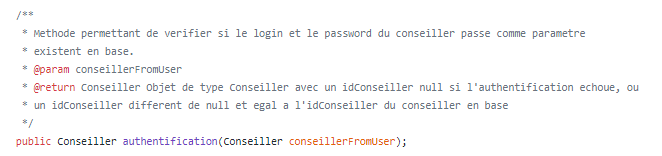 /**
* Methode permettant de verifier si le login et le password du conseiller passe comme parametre
* existent en base.
* @param conseillerFromUser
* @return Conseiller Objet de type Conseiller avec un idConseiller null si l'authentification echoue, ou
* un idConseiller different de null et egal a l'idConseiller du conseiller en base
*/
public Conseiller authentification(Conseiller conseillerFromUser);